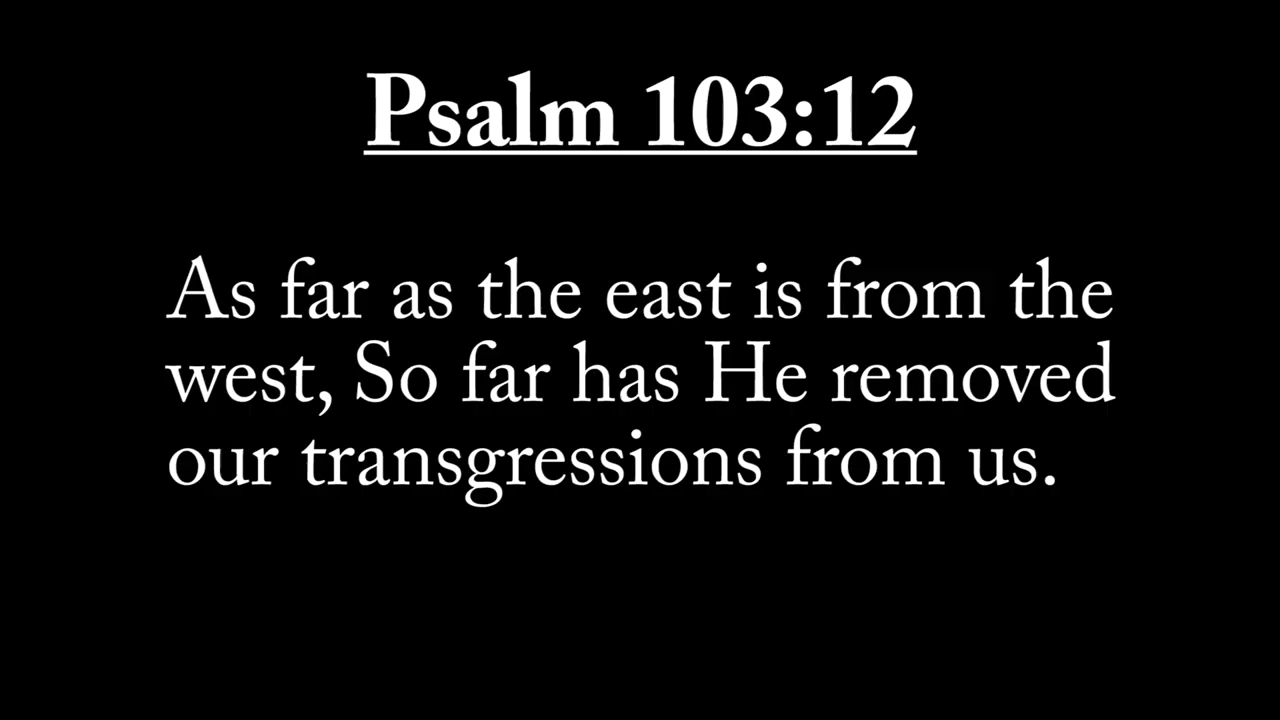 Psalm 103:12
As far as the east is from the
west, So far has He removed
our transgressions from us.